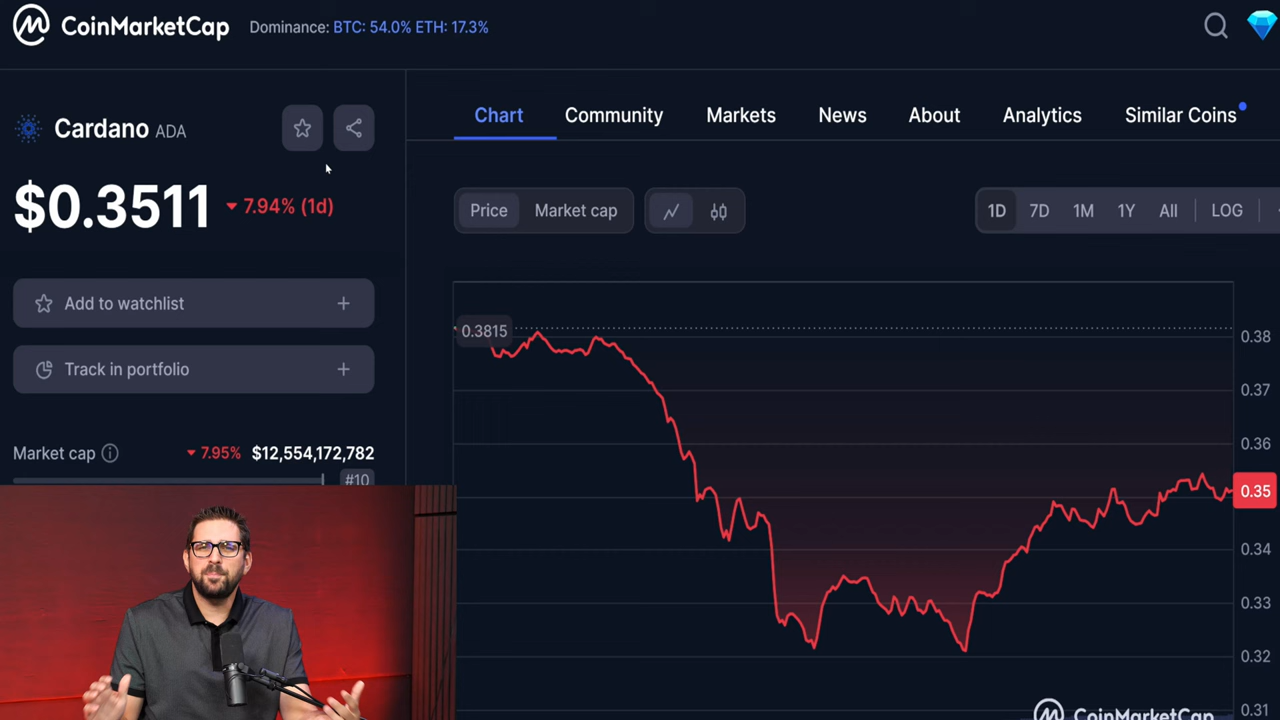 CoinMarketCap
Dominance: BTC: 54.0% ETH: 17.3%
Cardano ADA
$0.3511 7.94% (1d)
Add to watchlist +
Track in portfolio +
Market cap 7.95% $12,554,172,782
#10
Chart Community Markets News About Analytics Similar Coins
Price Market cap
1D 7D 1M 1Y All LOG
0.3815
0.38
0.37
0.36
0.35
0.34
0.33
0.32
0.31
CoinMarketCap